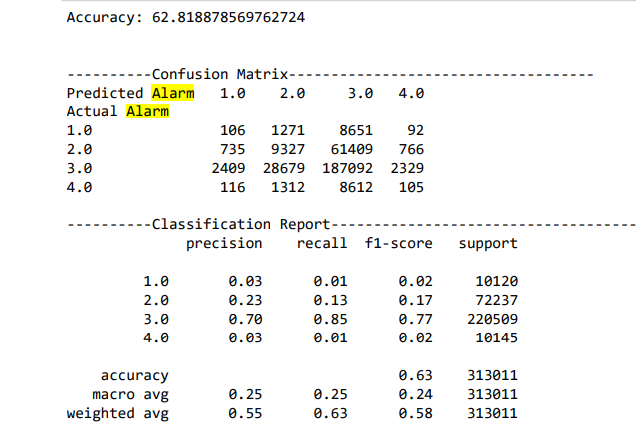 Accuracy: 62.818878569762724
----------Confusion Matrix------------------------------------
Predicted Alarm 1.0 2.0 3.0 4.0
Actual Alarm
1.0 106 1271 8651 92
2.0 735 9327 61409 766
3.0 2409 28679 187092 2329
4.0 116 1312 8612 105
----------Classification Report------------------------------------
precision recall f1-score support
1.0 0.03 0.01 0.02 10120
2.0 0.23 0.13 0.17 72237
3.0 0.70 0.85 0.77 220509
4.0 0.03 0.01 0.02 10145
accuracy 0.63 313011
macro avg 0.25 0.25 0.24 313011
weighted avg 0.55 0.63 0.58 313011